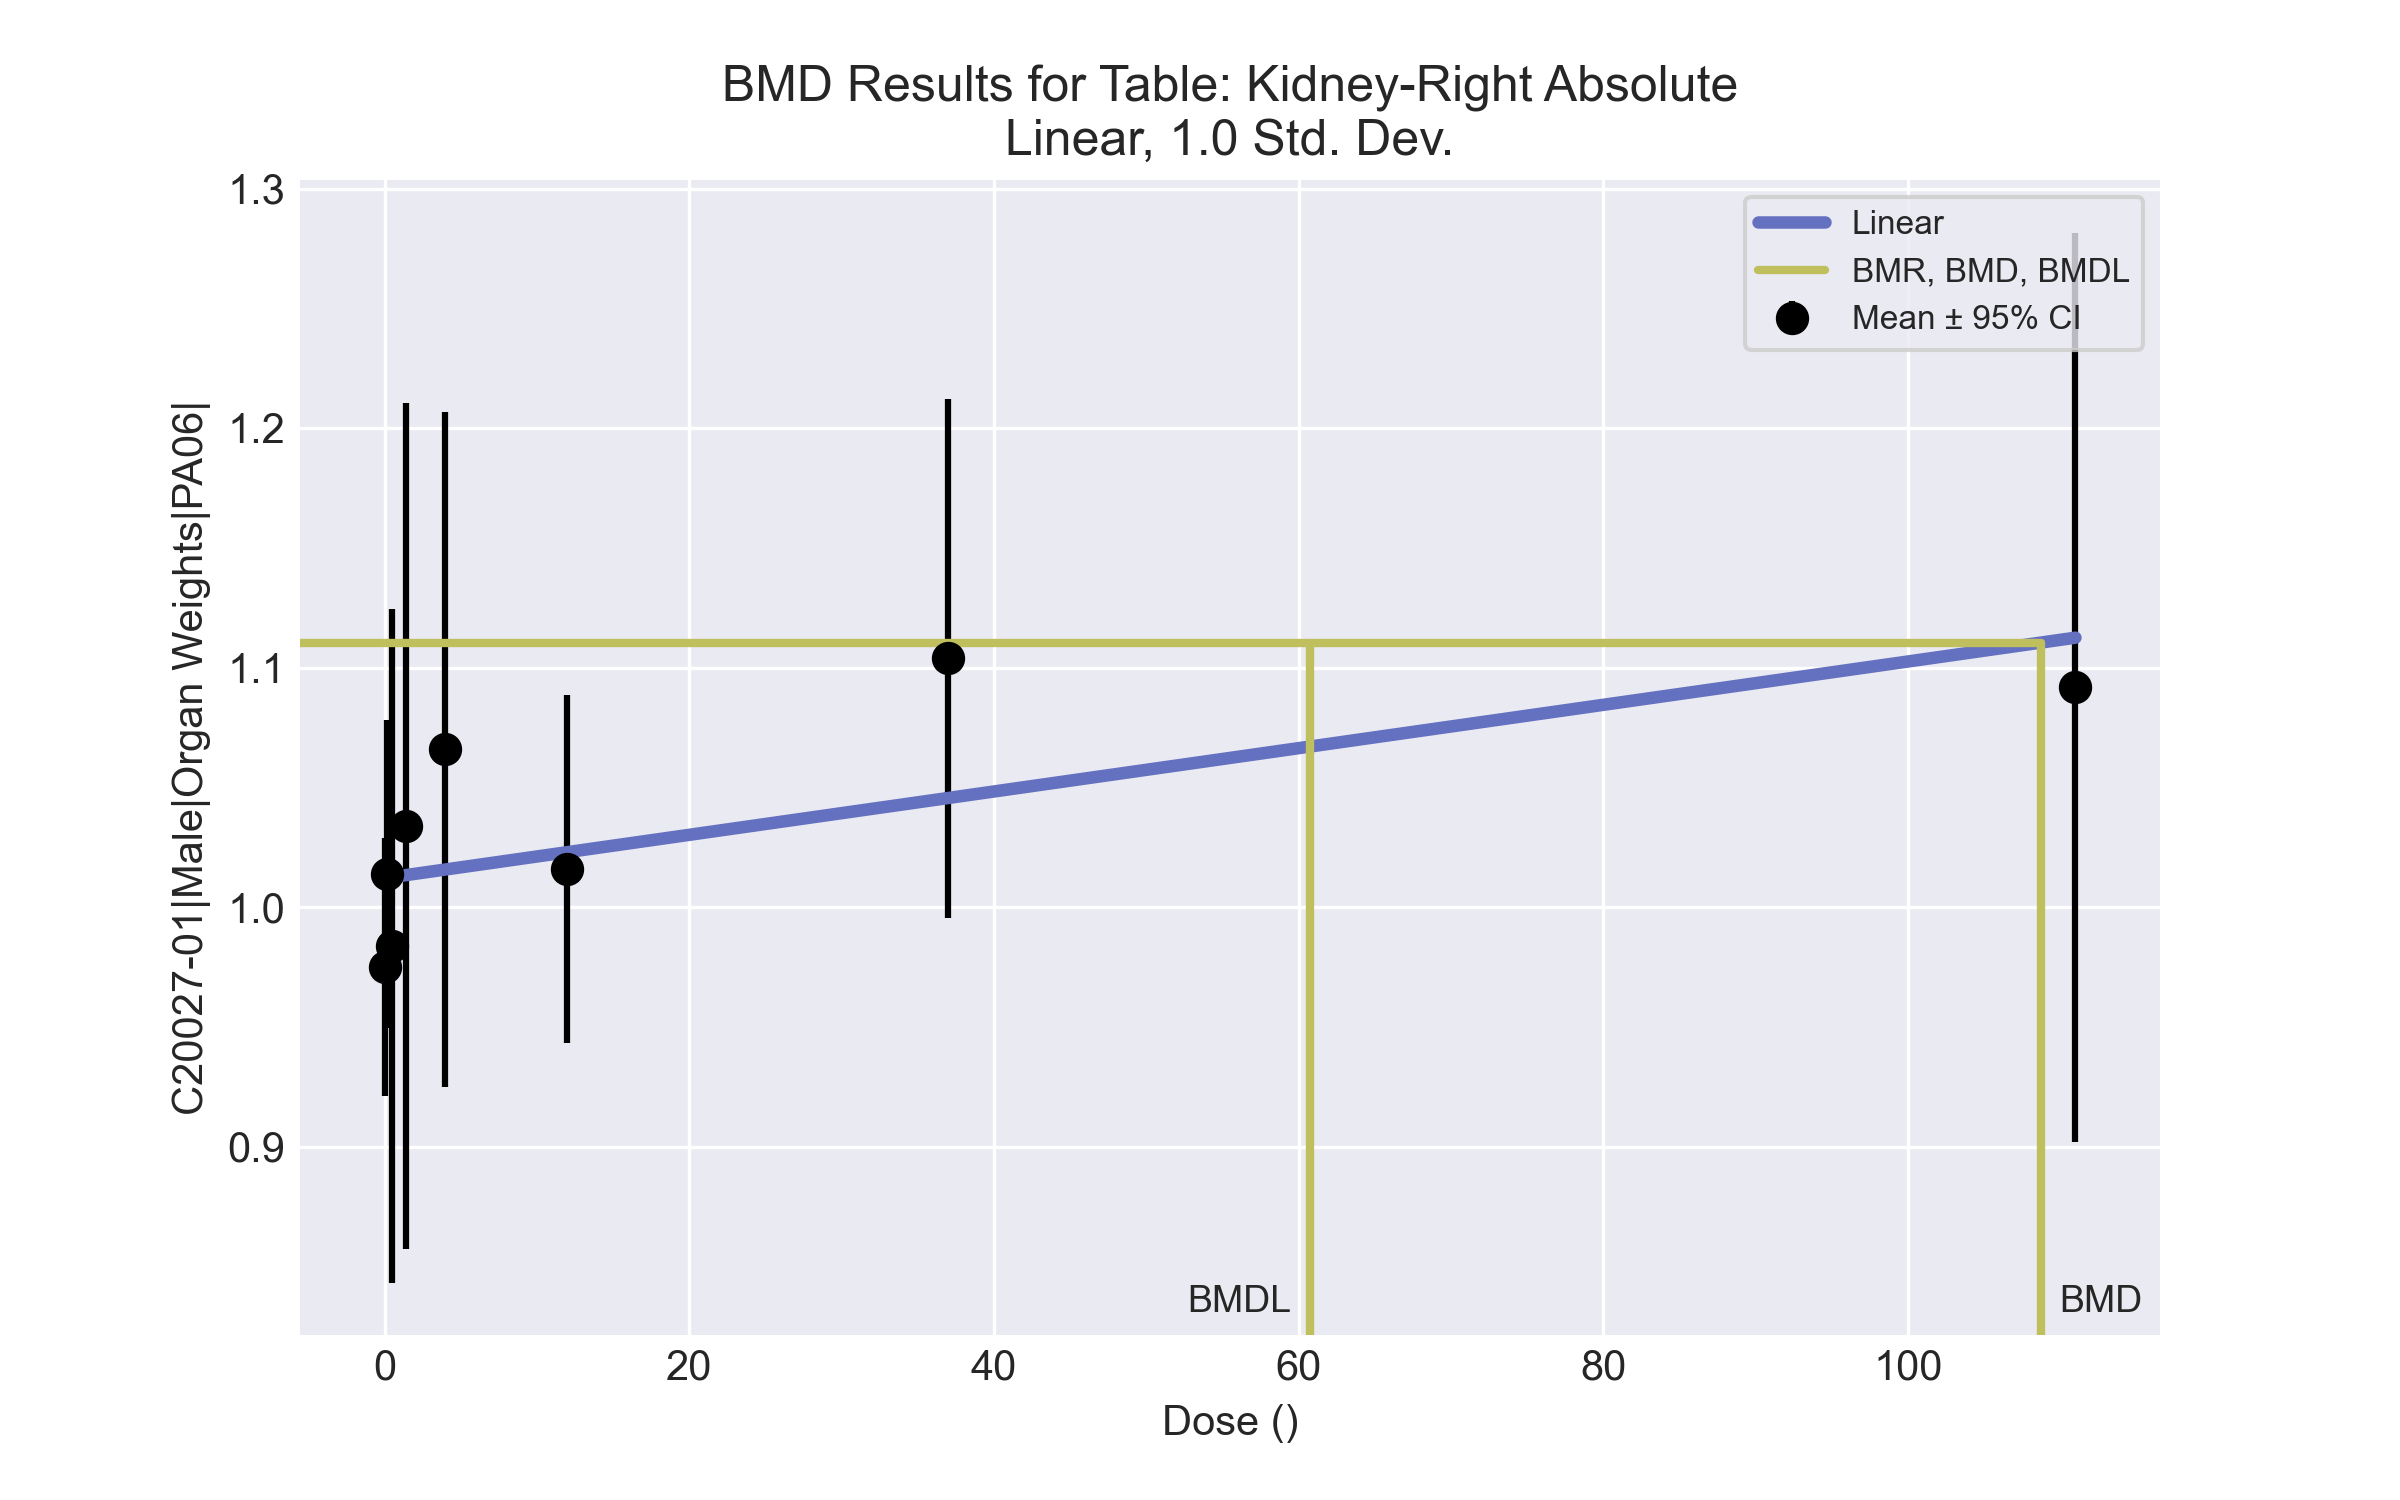 BMD Results for Table: Kidney-Right Absolute
Linear, 1.0 Std. Dev.
C20027-01|Male|Organ Weights|PA06|
1.3
1.2
1.1
1.0
0.9
Linear
BMR, BMD, BMDL
Mean ± 95% CI
BMDL
BMD
0 20 40 60 80 100
Dose ()